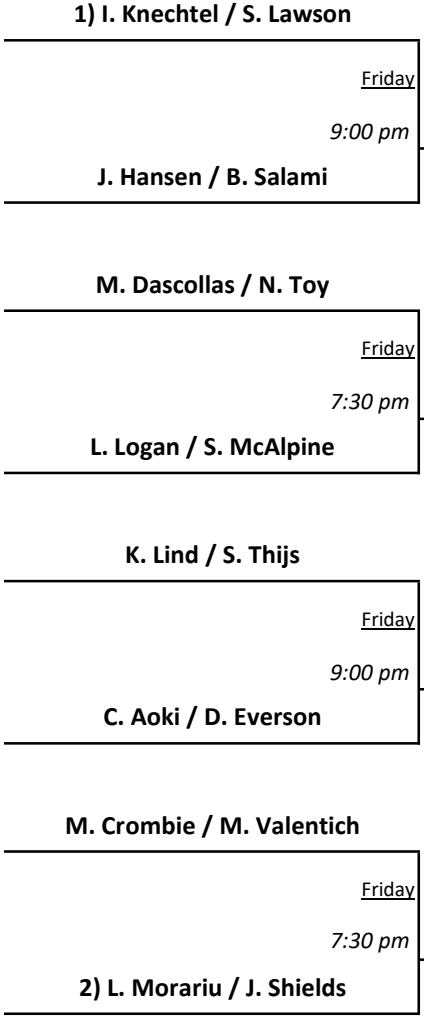 1) I. Knechtel / S. Lawson
Friday
9:00 pm
J. Hansen / B. Salami
M. Dascollas / N. Toy
Friday
7:30 pm
L. Logan / S. McAlpine
K. Lind / S. Thijs
Friday
9:00 pm
C. Aoki / D. Everson
M. Crombie / M. Valentich
Friday
7:30 pm
2) L. Morariu / J. Shields